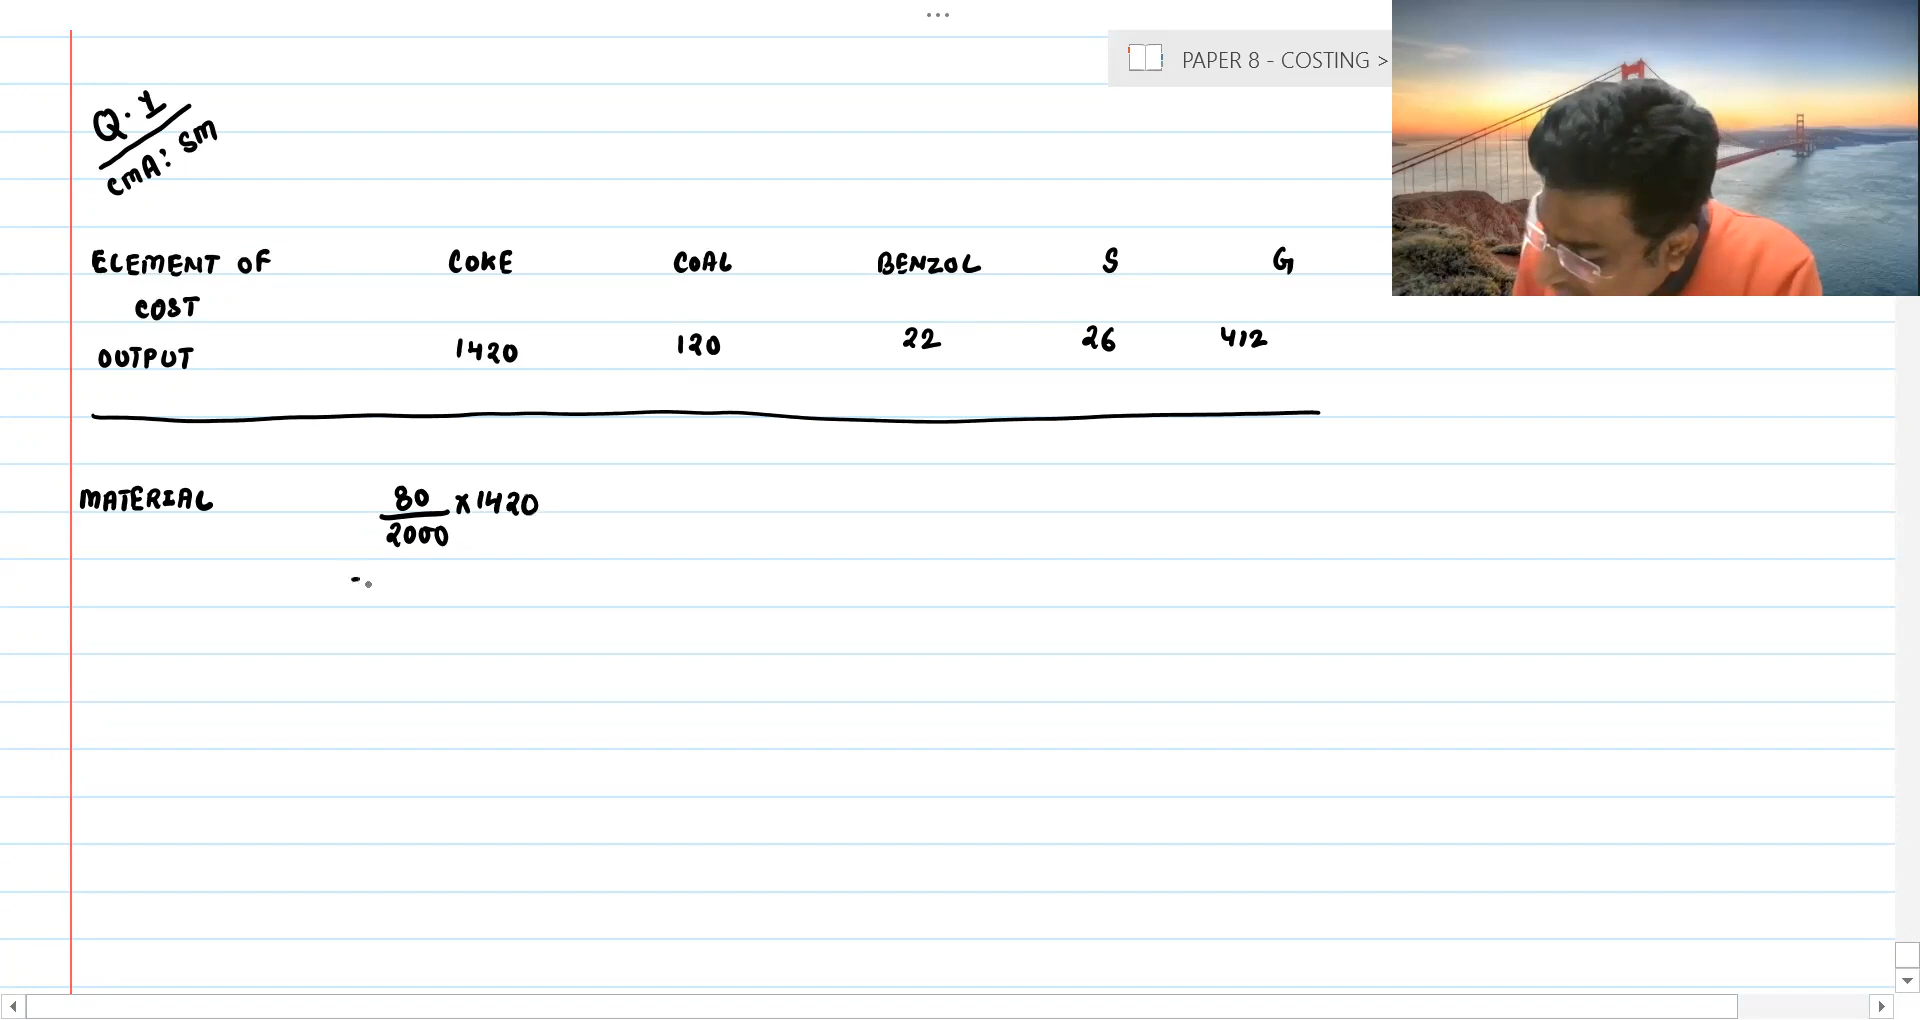 PAPER 8 - COSTING >
Q. 1
CMA: SM
ELEMENT OF COKE COAL BENZOL S G
COST
OUTPUT 1420 120 22 26 412
MATERIAL 80/2000 x 1420